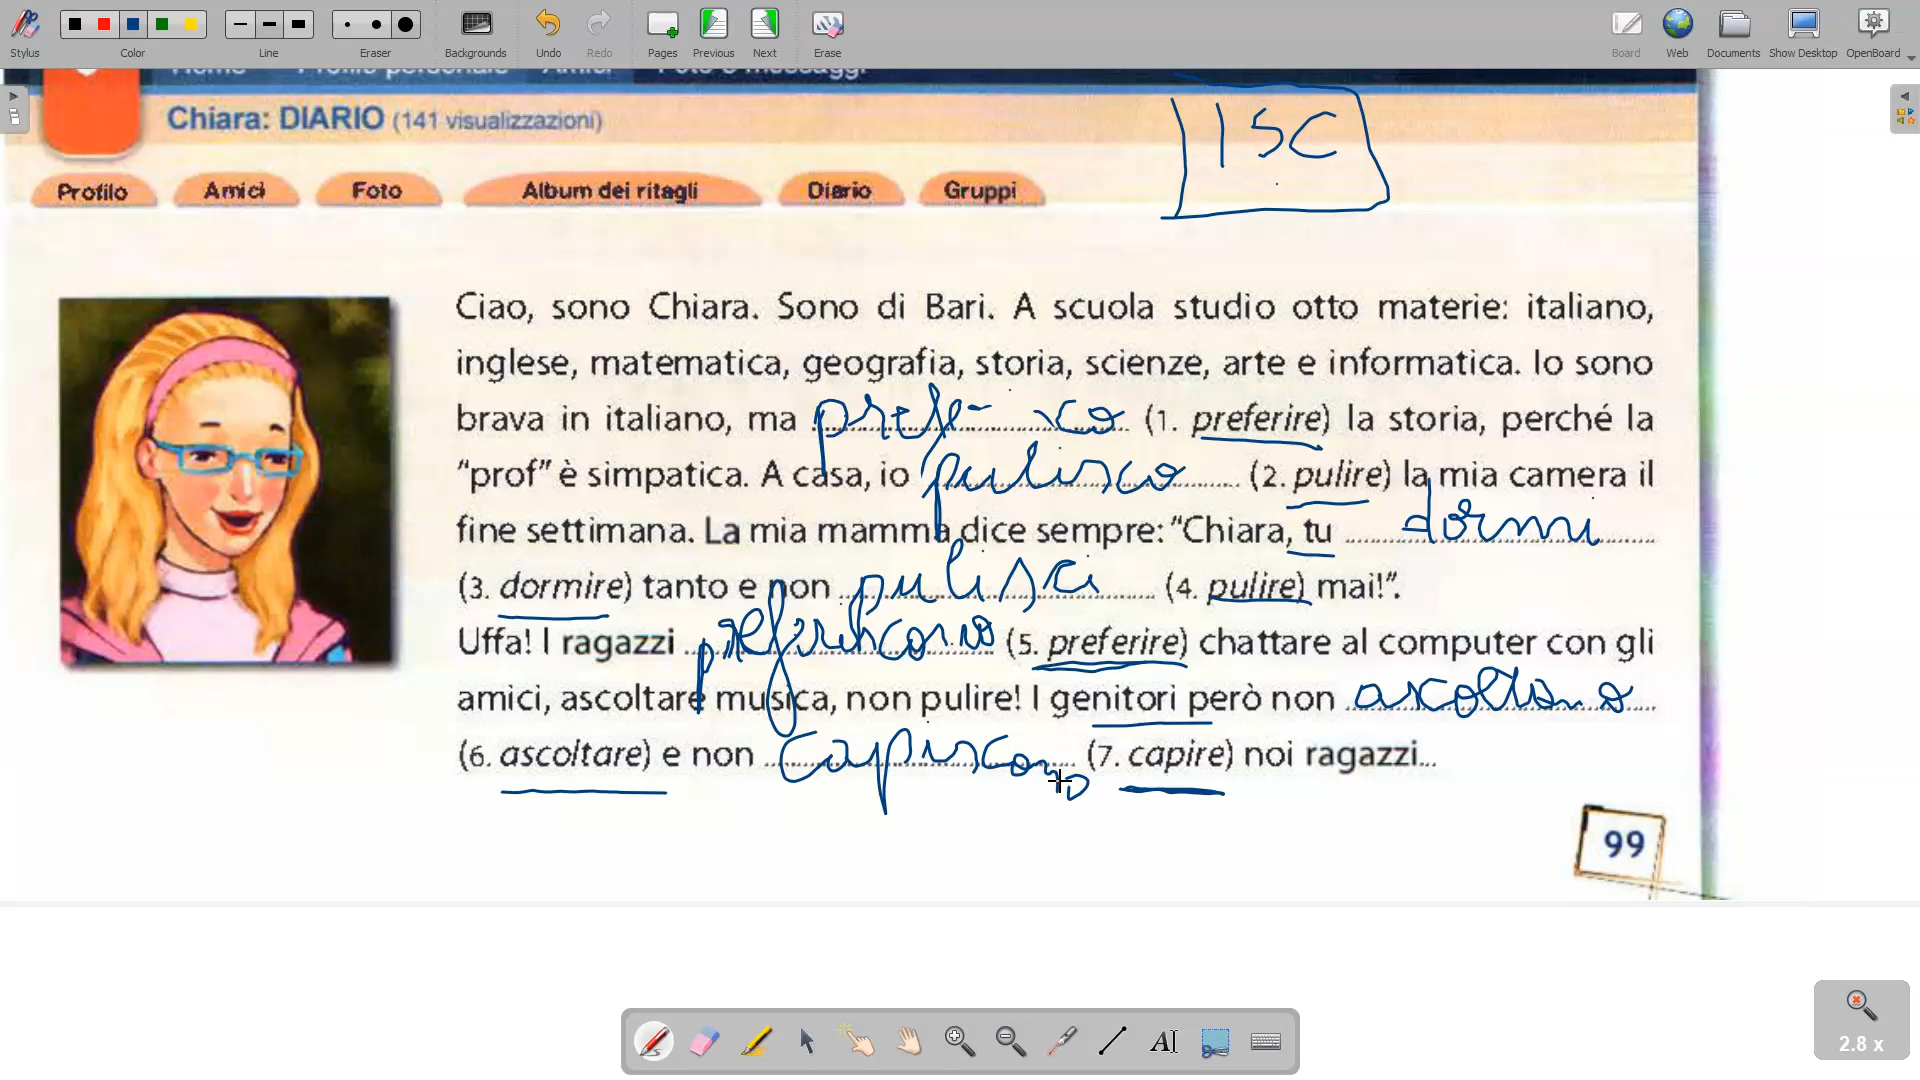 Stylus Color Line Eraser Backgrounds Undo Redo Pages Previous Next Erase Board Web Documents Show Desktop OpenBoard
Chiara: DIARIO (141 visualizzazioni)
ISC
Profilo Amici Foto Album dei ritagli Diario Gruppi
Ciao, sono Chiara. Sono di Bari. A scuola studio otto materie: italiano,
inglese, matematica, geografia, storia, scienze, arte e informatica. Io sono
brava in italiano, ma (1. preferire) la storia, perché la
“prof” è simpatica. A casa, io pulisco (2. pulire) la mia camera il
fine settimana. La mia mamma dice sempre: “Chiara, tu dormi
(3. dormire) tanto e non pulisci (4. pulire) mai!”.
Uffa! I ragazzi preferiscono (5. preferire) chattare al computer con gli
amici, ascoltare musica, non pulire! I genitori però non ascoltano
(6. ascoltare) e non capiscono (7. capire) noi ragazzi...
99
2.8 x